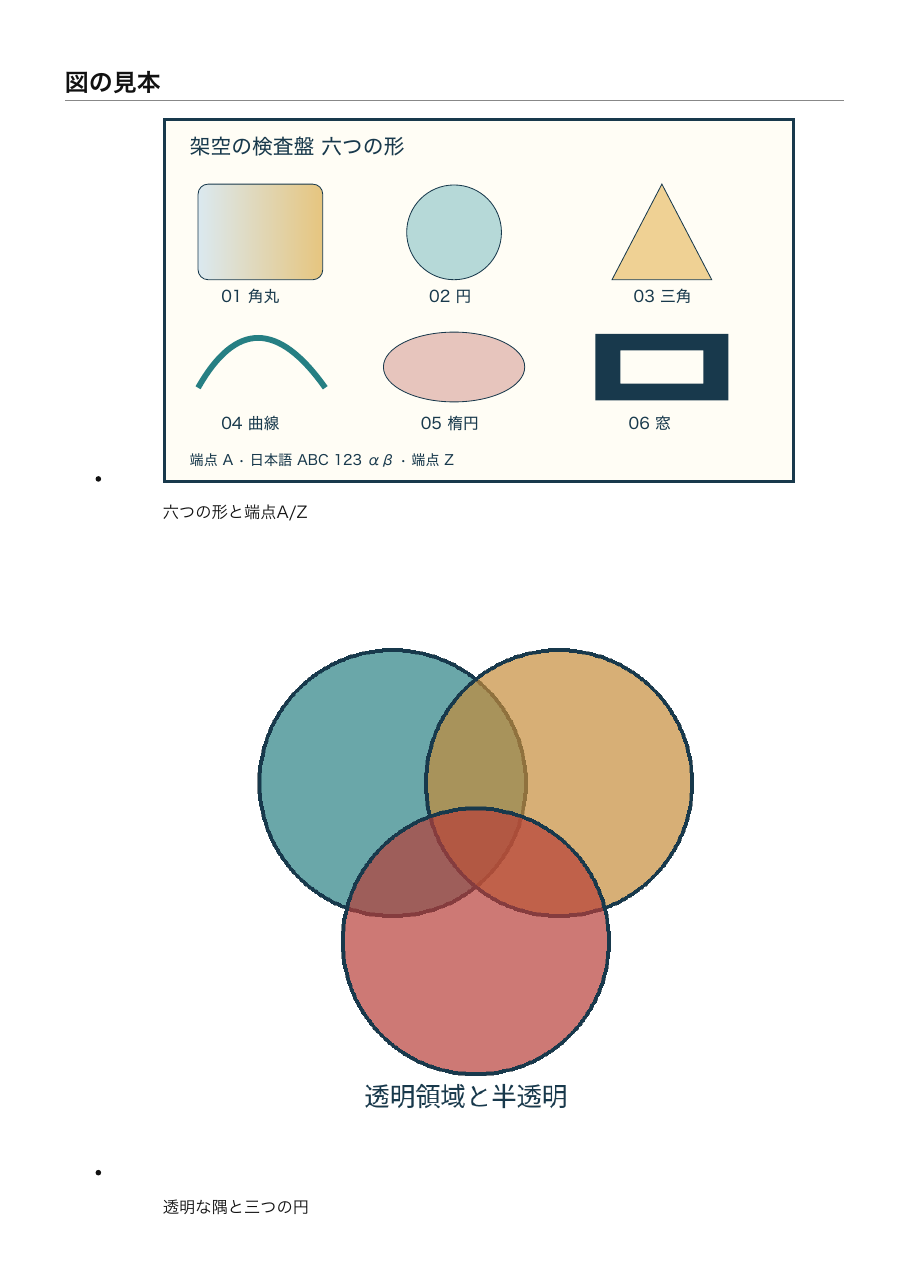 図の見本
架空の検査盤 六つの形
01 角丸
02 円
03 三角
04 曲線
05 楕円
06 窓
端点 A · 日本語 ABC 123 αβ · 端点 Z
六つの形と端点A/Z
透明領域と半透明
透明な隅と三つの円